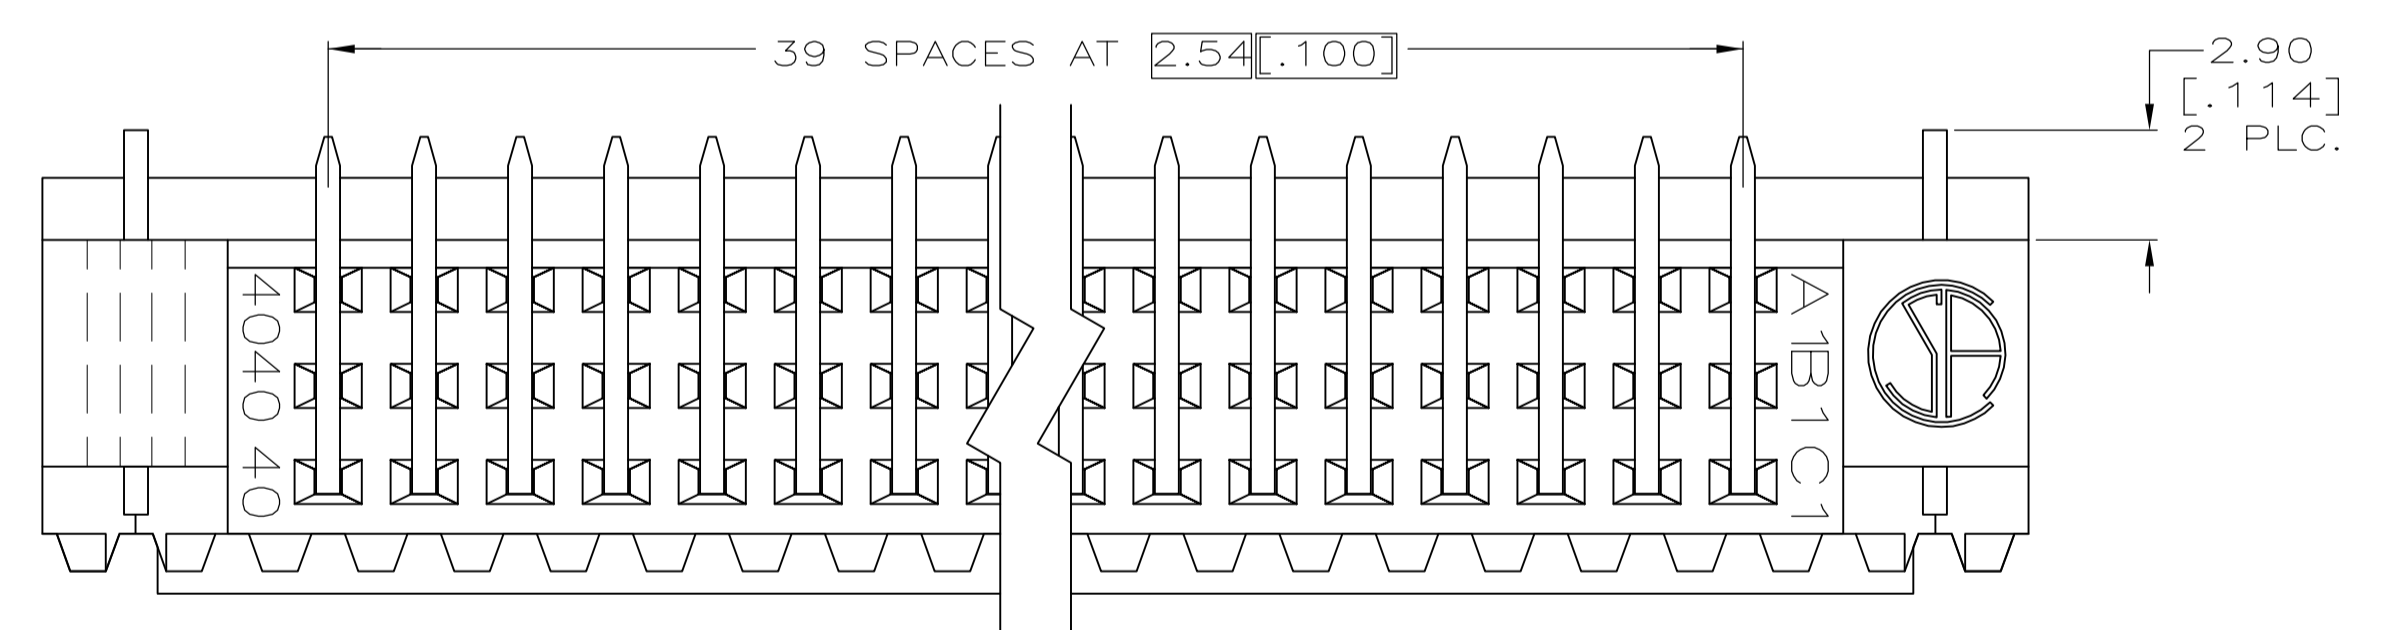 39 SPACES AT 2.54 [.100]
2.90
[.114]
2 PLC.
40
40
40
A1
B1
C1